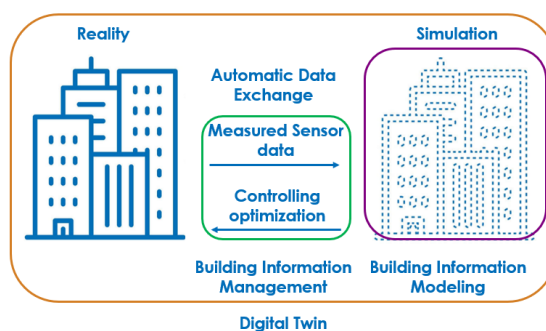 Reality
Simulation
Automatic Data
Exchange
Measured Sensor
data
Controlling
optimization
Building Information
Management
Building Information
Modeling
Digital Twin